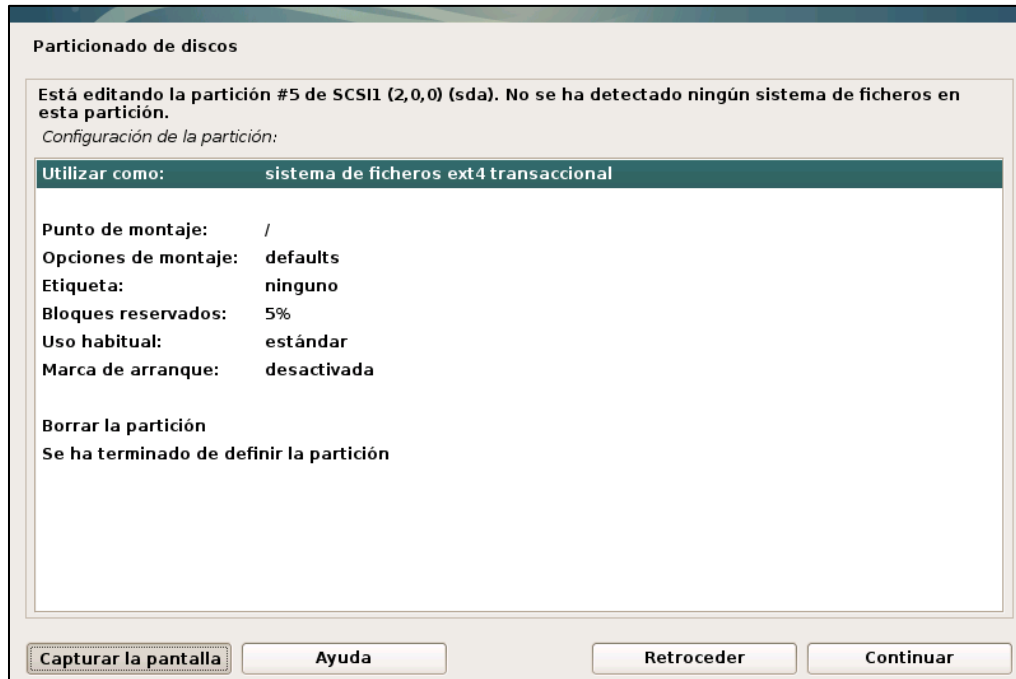 Particionado de discos
Está editando la partición #5 de SCSI1 (2,0,0) (sda). No se ha detectado ningún sistema de ficheros en
esta partición.
Configuración de la partición:
Utilizar como: sistema de ficheros ext4 transaccional
Punto de montaje: /
Opciones de montaje: defaults
Etiqueta: ninguno
Bloques reservados: 5%
Uso habitual: estándar
Marca de arranque: desactivada
Borrar la partición
Se ha terminado de definir la partición
Capturar la pantalla Ayuda Retroceder Continuar